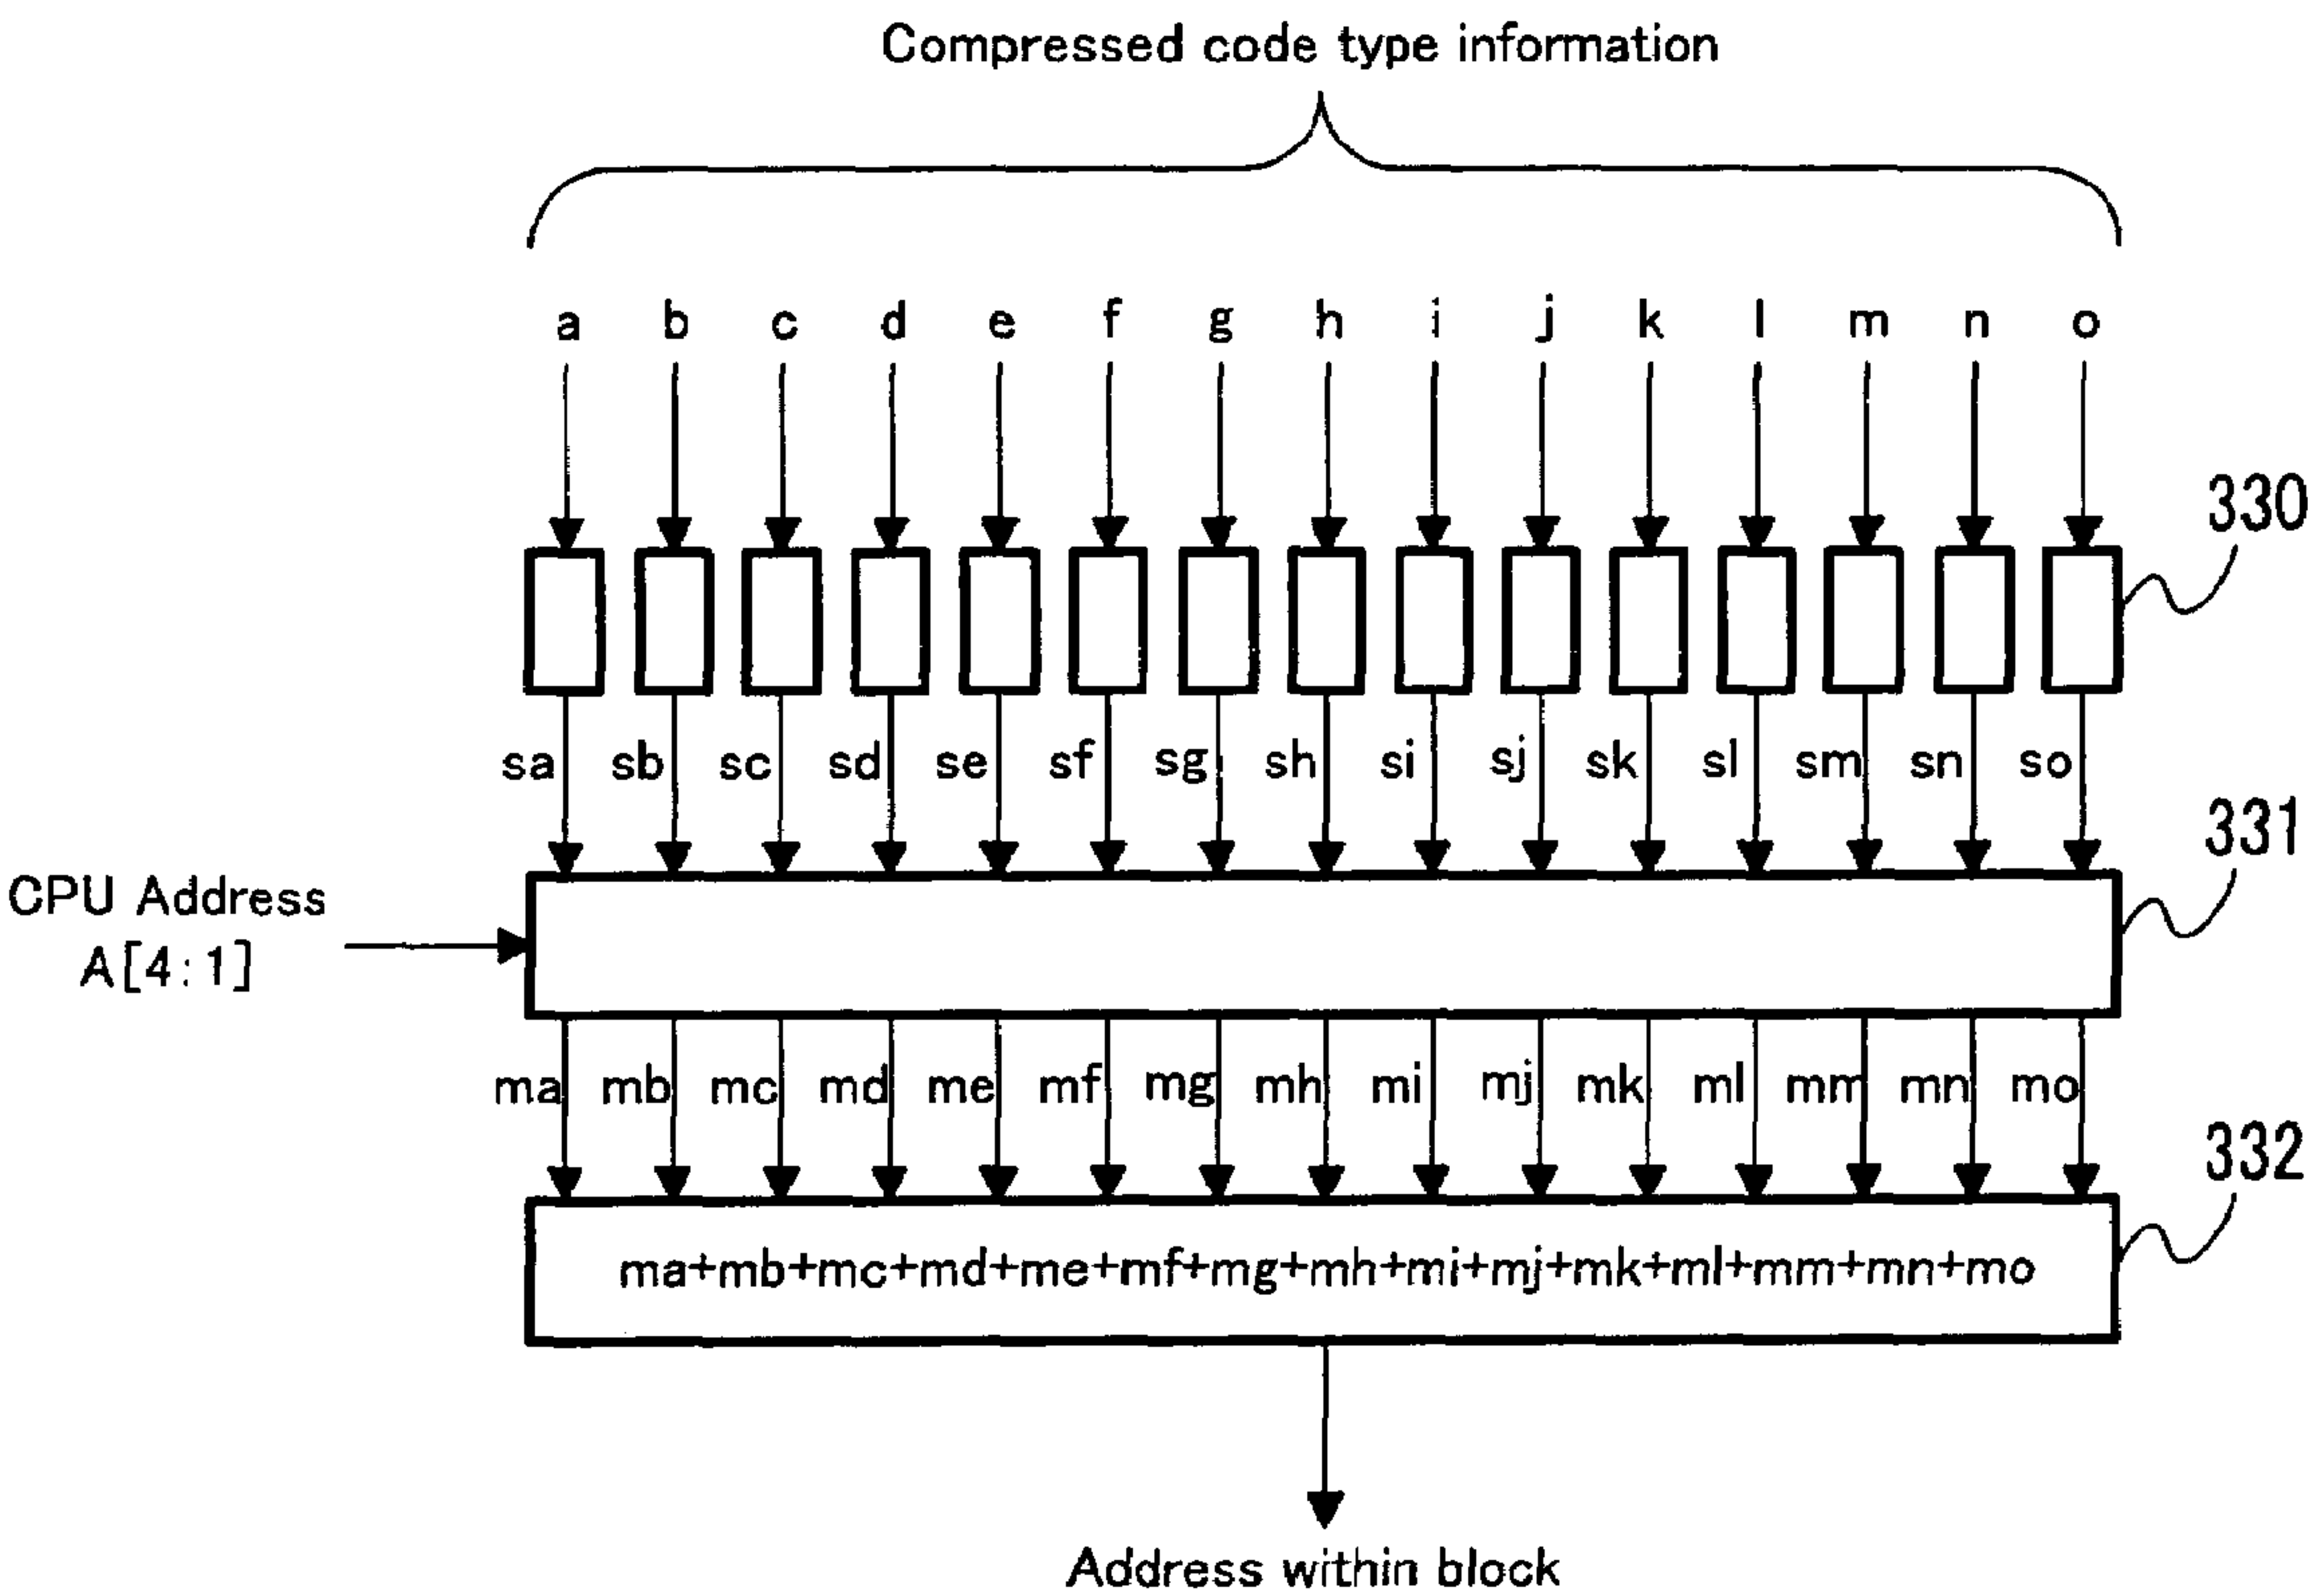 Compressed code type information
a b c d e f g h i j k l m n o
330
sa sb sc sd se sf sg sh si sj sk sl sm sn so
331
CPU Address
A[4:1]
ma mb mc md me mf mg mh mi mj mk ml mm mn mo
332
ma+mb+mc+md+me+mf+mg+mh+mi+mj+mk+ml+mm+mn+mo
Address within block